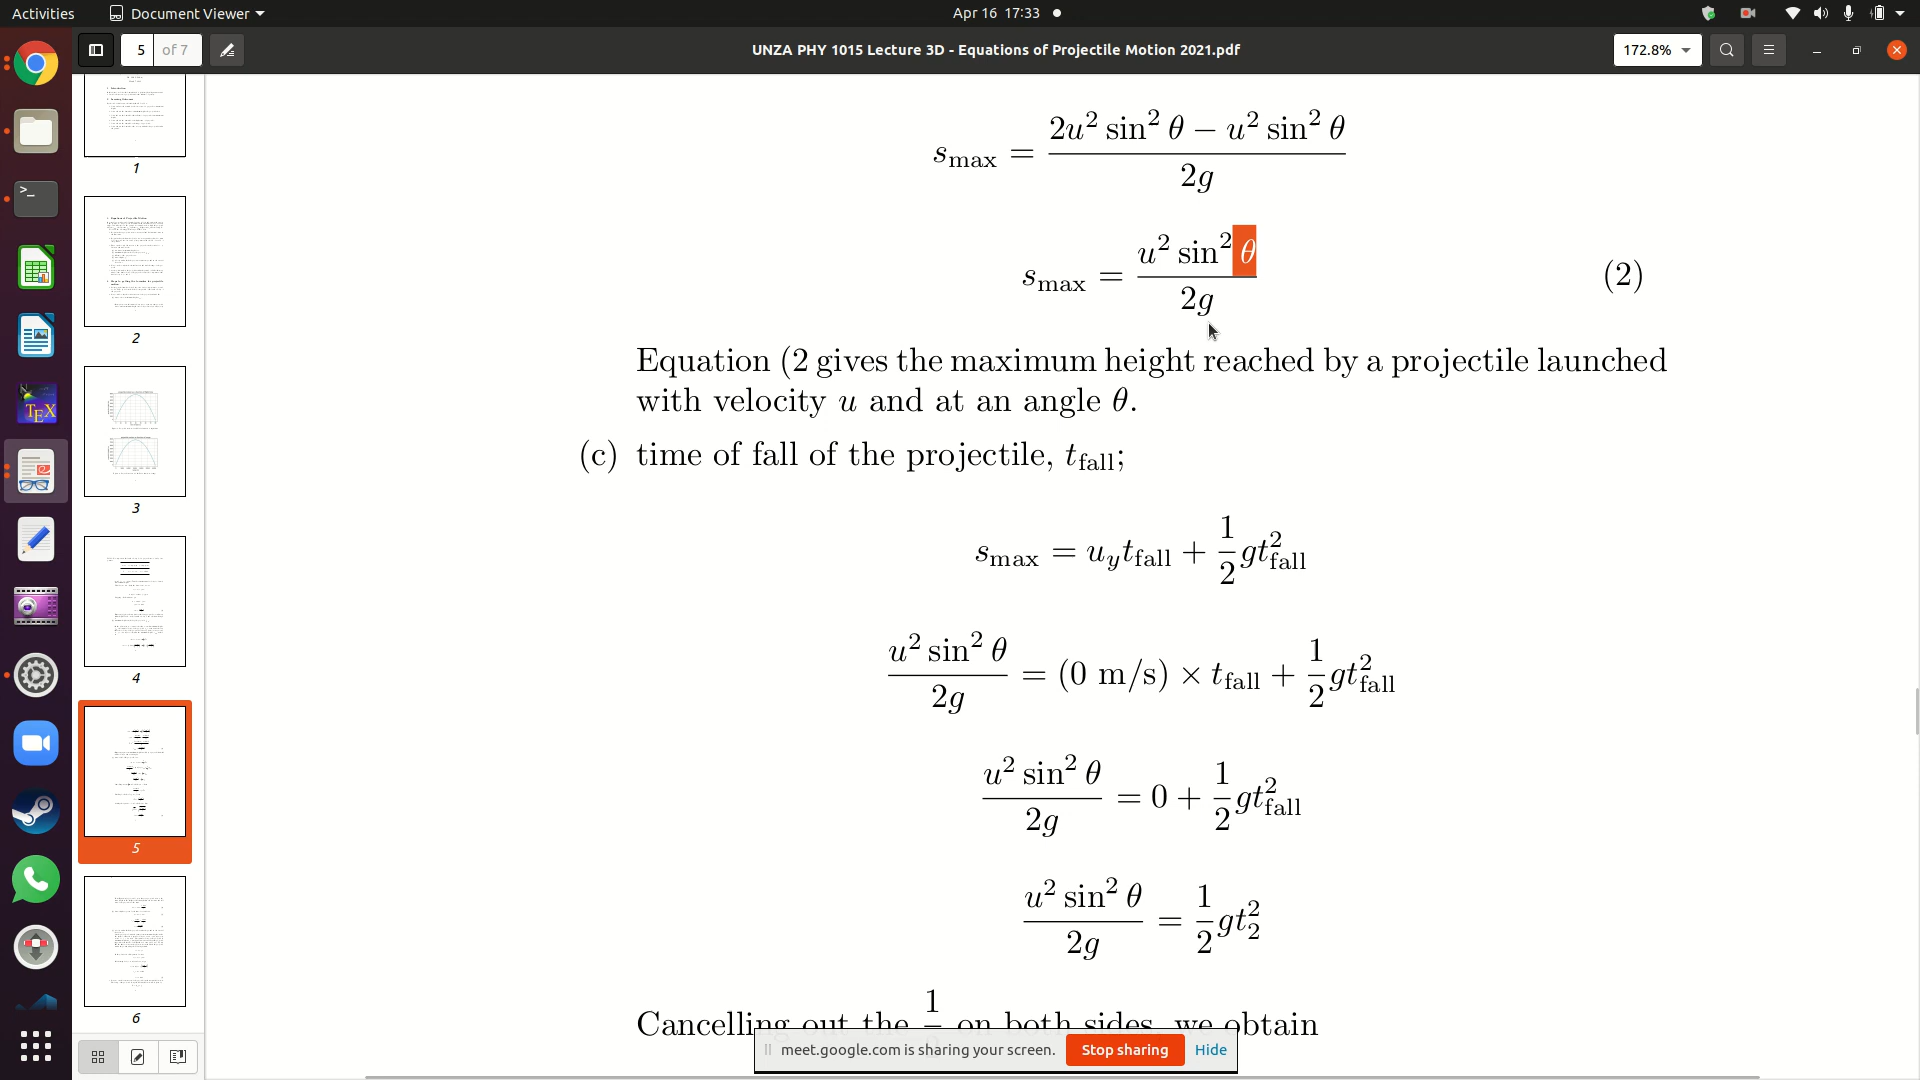 Activities
Document Viewer
Apr 16 17:33
5 of 7
UNZA PHY 1015 Lecture 3D - Equations of Projectile Motion 2021.pdf
172.8%
1
2
3
4
5
6
s_max = (2u² sin² θ − u² sin² θ) / 2g
s_max = (u² sin² θ) / 2g (2)
Equation (2 gives the maximum height reached by a projectile launched
with velocity u and at an angle θ.
(c) time of fall of the projectile, t_fall;
s_max = u_y t_fall + 1/2 g t²_fall
(u² sin² θ) / 2g = (0 m/s) × t_fall + 1/2 g t²_fall
(u² sin² θ) / 2g = 0 + 1/2 g t²_fall
(u² sin² θ) / 2g = 1/2 g t²_2
Cancelling out the 1/2 on both sides, we obtain
meet.google.com is sharing your screen. Stop sharing Hide